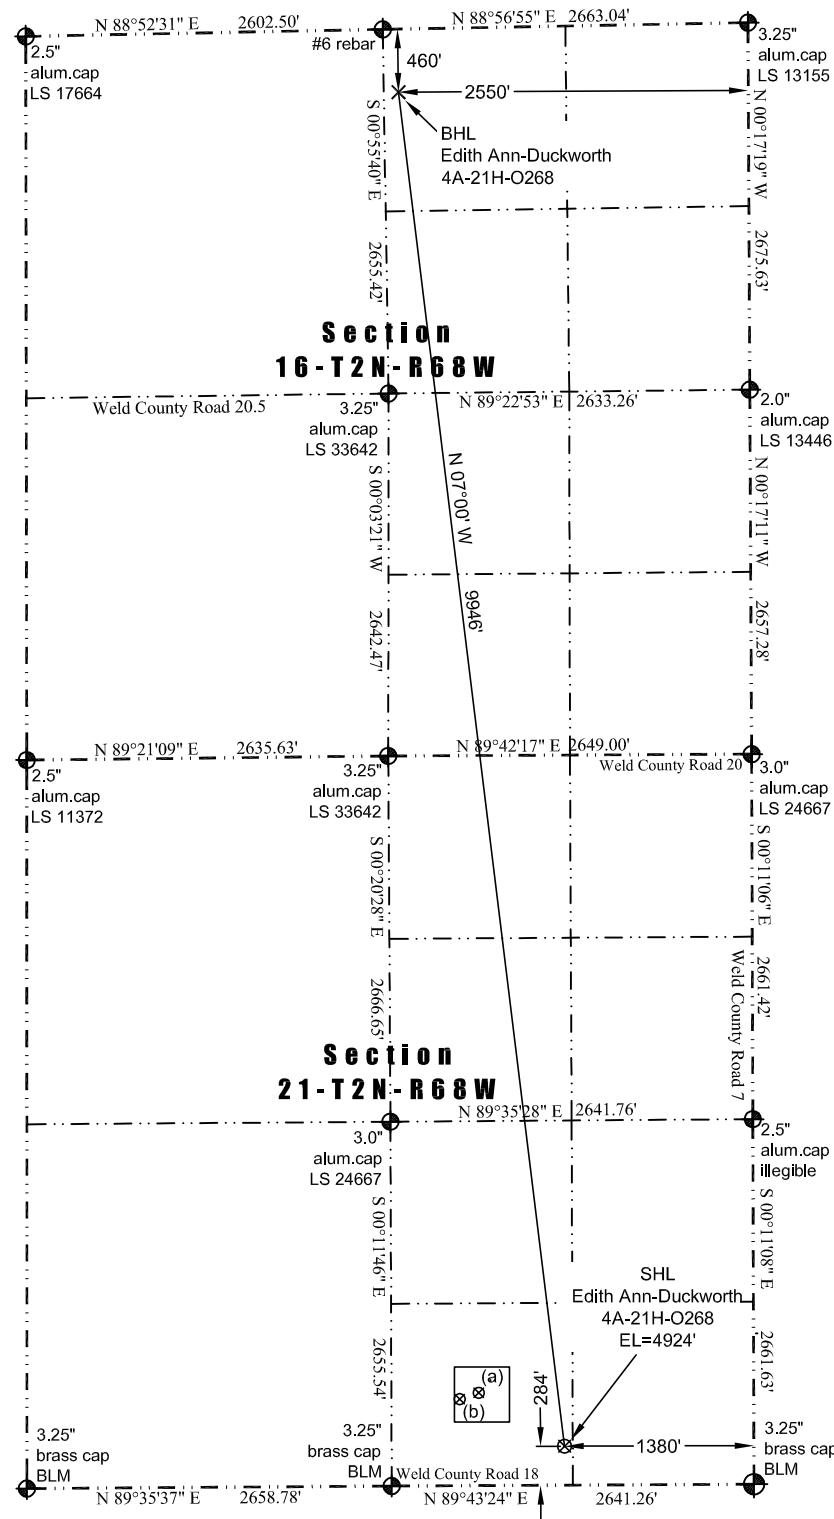 N 88°52'31" E 2602.50'
N 88°56'55" E 2663.04'
2.5"
alum.cap
LS 17664
#6 rebar
460'
3.25"
alum.cap
LS 13155
2550'
BHL
Edith Ann-Duckworth
4A-21H-O268
S 00°55'40" E 2655.42'
N 00°17'19" W 2675.63'
Section
16-T2N-R68W
Weld County Road 20.5
3.25"
alum.cap
LS 33642
N 89°22'53" E 2633.26'
2.0"
alum.cap
LS 13446
N 07°00' W 9946'
S 00°03'21" W 2642.47'
N 00°17'11" W 2657.28'
N 89°21'09" E 2635.63'
N 89°42'17" E 2649.00'
Weld County Road 20
2.5"
alum.cap
LS 11372
3.25"
alum.cap
LS 33642
3.0"
alum.cap
LS 24667
S 00°20'28" E 2666.65'
S 00°11'06" E 2661.42'
Weld County Road 7
Section
21-T2N-R68W
N 89°35'28" E 2641.76'
3.0"
alum.cap
LS 24667
2.5"
alum.cap
illegible
S 00°11'46" E 2655.54'
S 00°11'08" E 2661.63'
SHL
Edith Ann-Duckworth
4A-21H-O268
EL=4924'
(a)
(b)
284'
1380'
3.25"
brass cap
BLM
3.25"
brass cap
BLM
3.25"
brass cap
BLM
Weld County Road 18
N 89°35'37" E 2658.78'
N 89°43'24" E 2641.26'